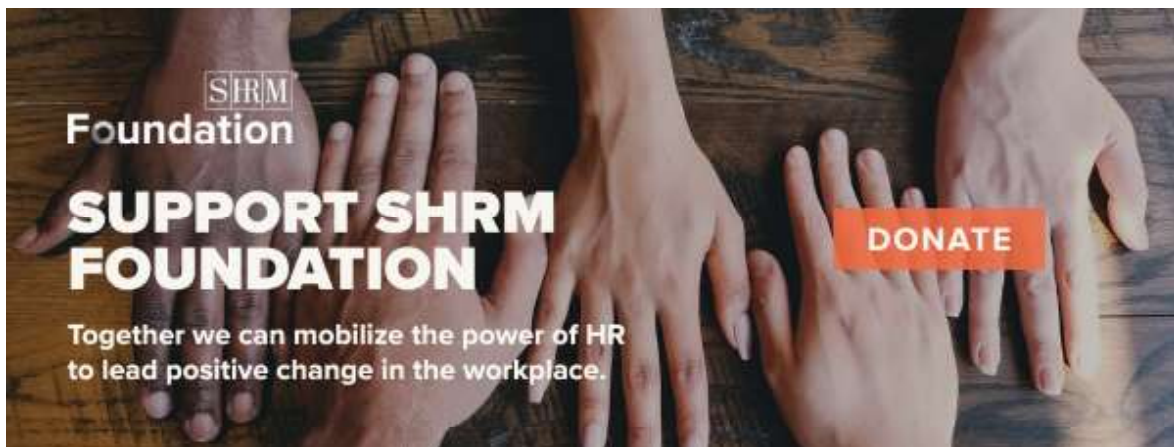 SHRM
Foundation
SUPPORT SHRM
FOUNDATION
DONATE
Together we can mobilize the power of HR
to lead positive change in the workplace.